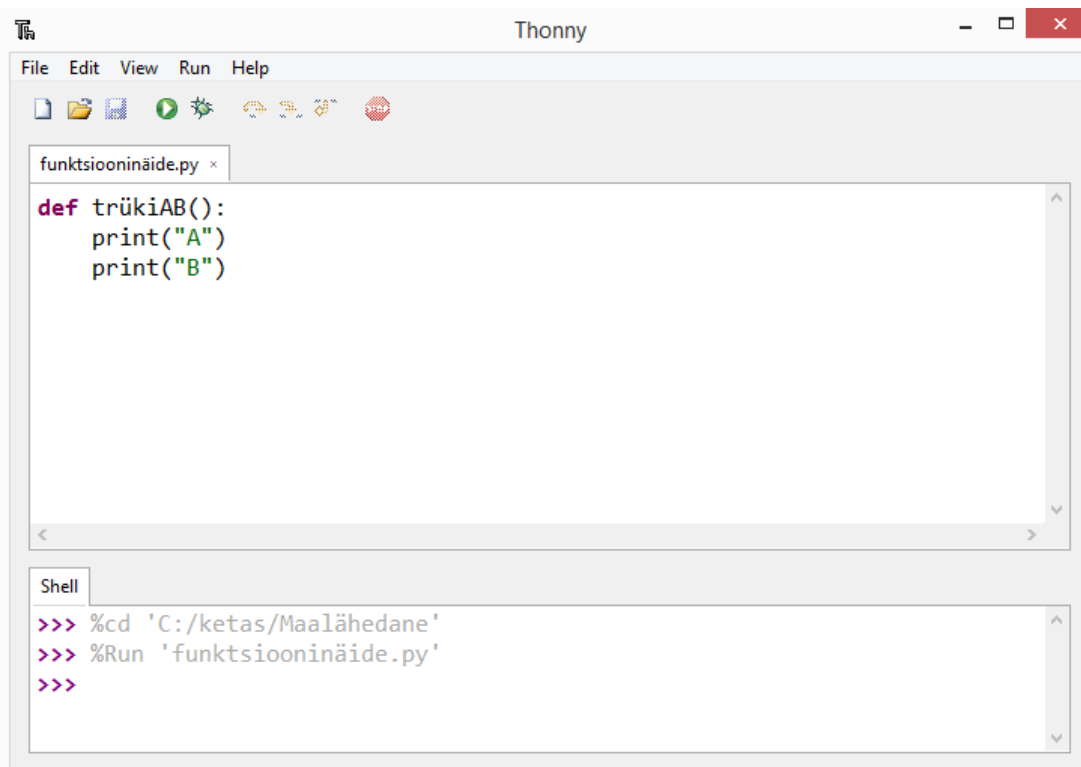 Th Thonny
File Edit View Run Help
funktsiooninäide.py ×
def trükiAB():
    print("A")
    print("B")
Shell
>>> %cd 'C:/ketas/Maalähedane'
>>> %Run 'funktsiooninäide.py'
>>>